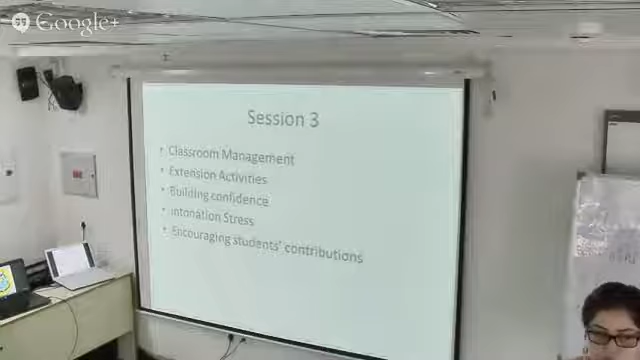 Google+
Session 3
• Classroom Management
• Extension Activities
• Building confidence
• Intonation Stress
• Encouraging students' contributions